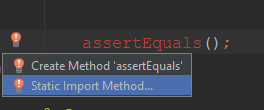 assertEquals();
Create Method 'assertEquals'
Static Import Method...